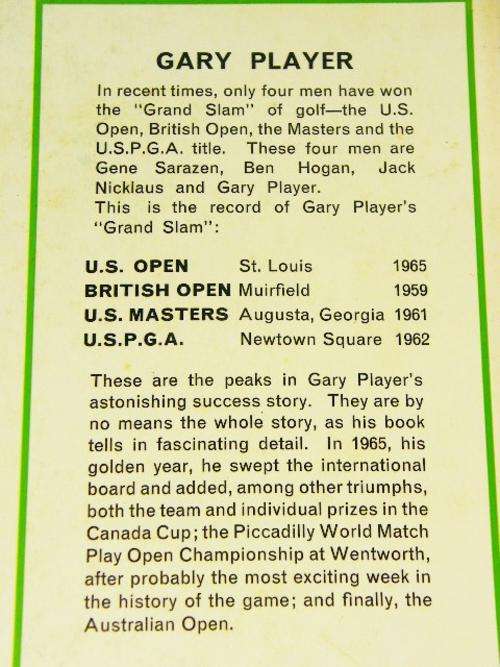 GARY PLAYER
In recent times, only four men have won
the "Grand Slam" of golf—the U.S.
Open, British Open, the Masters and the
U.S.P.G.A. title. These four men are
Gene Sarazen, Ben Hogan, Jack
Nicklaus and Gary Player.
This is the record of Gary Player's
"Grand Slam":
U.S. OPEN St. Louis 1965
BRITISH OPEN Muirfield 1959
U.S. MASTERS Augusta, Georgia 1961
U.S.P.G.A. Newtown Square 1962
These are the peaks in Gary Player's
astonishing success story. They are by
no means the whole story, as his book
tells in fascinating detail. In 1965, his
golden year, he swept the international
board and added, among other triumphs,
both the team and individual prizes in the
Canada Cup; the Piccadilly World Match
Play Open Championship at Wentworth,
after probably the most exciting week in
the history of the game; and finally, the
Australian Open.